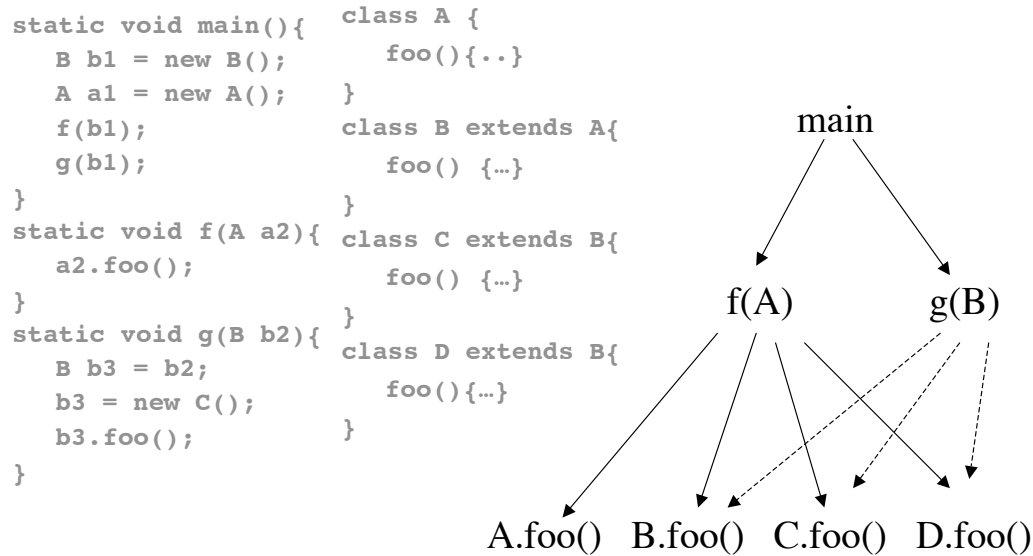 static void main(){
B b1 = new B();
A a1 = new A();
f(b1);
g(b1);
}
static void f(A a2){
a2.foo();
}
static void g(B b2){
B b3 = b2;
b3 = new C();
b3.foo();
}
class A {
foo(){..}
}
class B extends A{
foo() {…}
}
class C extends B{
foo() {…}
}
class D extends B{
foo(){…}
}
main
f(A) g(B)
A.foo() B.foo() C.foo() D.foo()